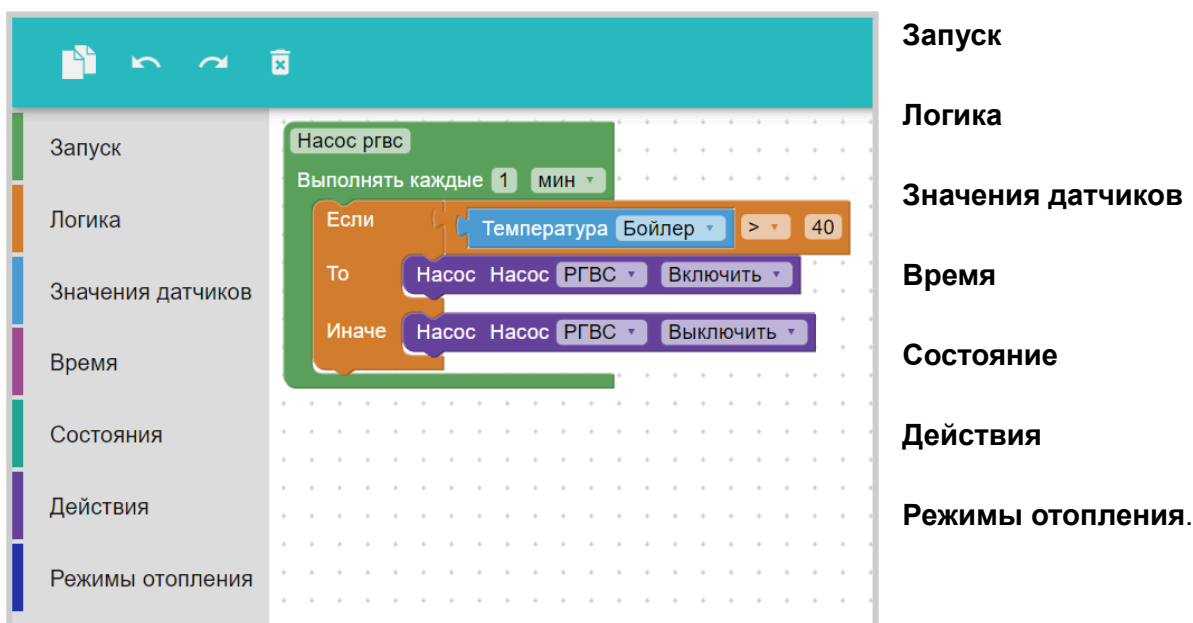 Запуск
Логика
Значения датчиков
Время
Состояния
Действия
Режимы отопления
Насос ргвс
Выполнять каждые 1 мин
Если Температура Бойлер > 40
То Насос Насос РГВС Включить
Иначе Насос Насос РГВС Выключить
Запуск
Логика
Значения датчиков
Время
Состояние
Действия
Режимы отопления.